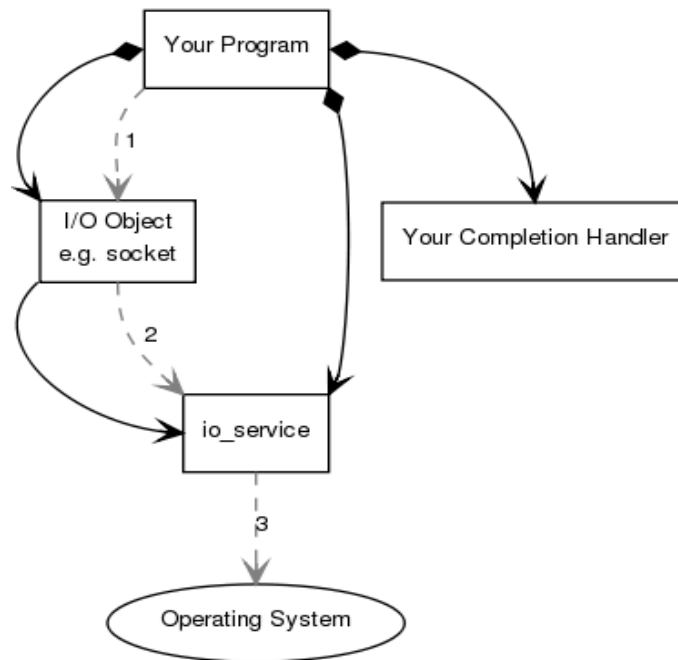 Your Program
1
I/O Object
e.g. socket
Your Completion Handler
2
io_service
3
Operating System